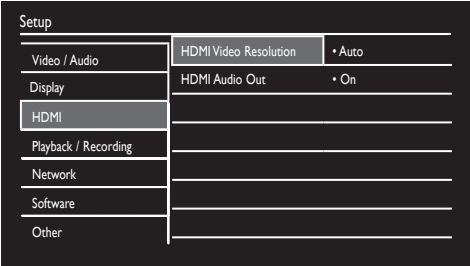 Setup
Video / Audio
Display
HDMI
Playback / Recording
Network
Software
Other
HDMI Video Resolution • Auto
HDMI Audio Out • On